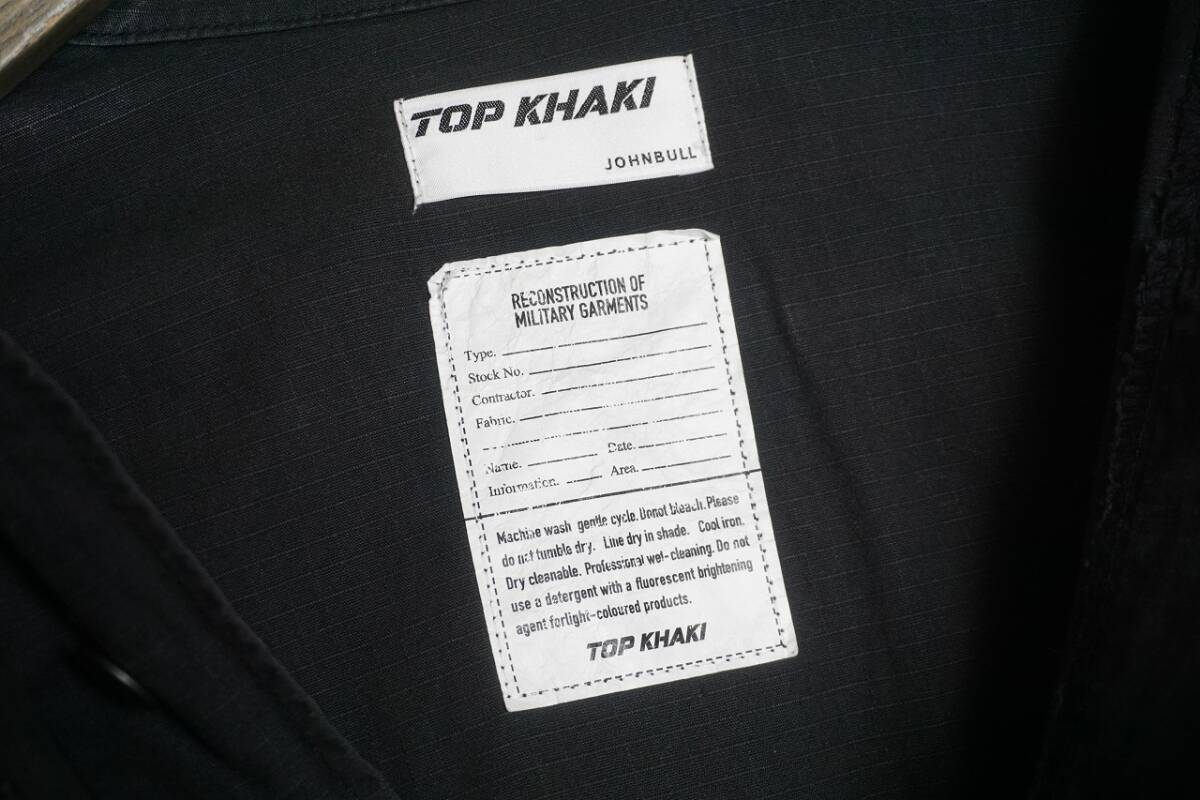 TOP KHAKI
JOHNBULL
RECONSTRUCTION OF
MILITARY GARMENTS
Type.
Stock No.
Contractor.
Fabric.
Name. Date.
Information. Area.
Machine wash gentle cycle. Donot bleach. Please
do not tumble dry. Line dry in shade. Cool iron.
Dry cleanable. Professional wet-cleaning. Do not
use a detergent with a fluorescent brightening
agent forlight-coloured products.
TOP KHAKI